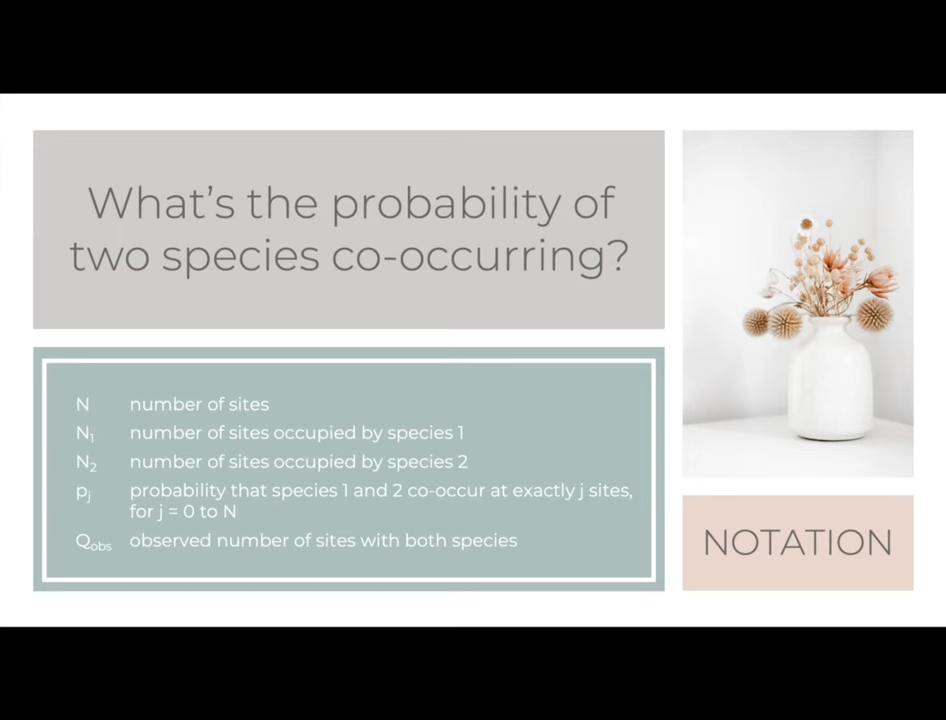 What's the probability of
two species co-occurring?
N number of sites
N₁ number of sites occupied by species 1
N₂ number of sites occupied by species 2
pⱼ probability that species 1 and 2 co-occur at exactly j sites,
for j = 0 to N
Qobs observed number of sites with both species
NOTATION